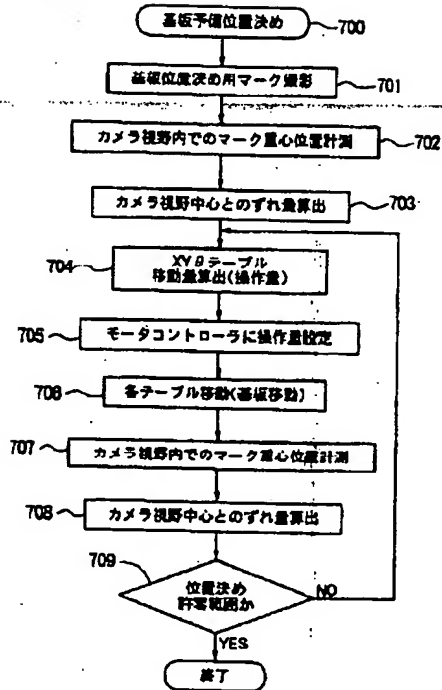 基板予備位置決め
700
基板位置決め用マーク撮影
701
カメラ視野内でのマーク重心位置計測
702
カメラ視野中心とのずれ量算出
703
XYθテーブル
移動量算出(操作量)
704
モータコントローラに操作量設定
705
各テーブル移動(基板移動)
706
カメラ視野内でのマーク重心位置計測
707
カメラ視野中心とのずれ量算出
708
709
位置決め
許容範囲か
NO
YES
終了